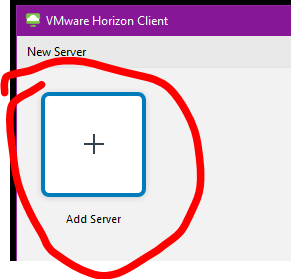 VMware Horizon Client
New Server
Add Server